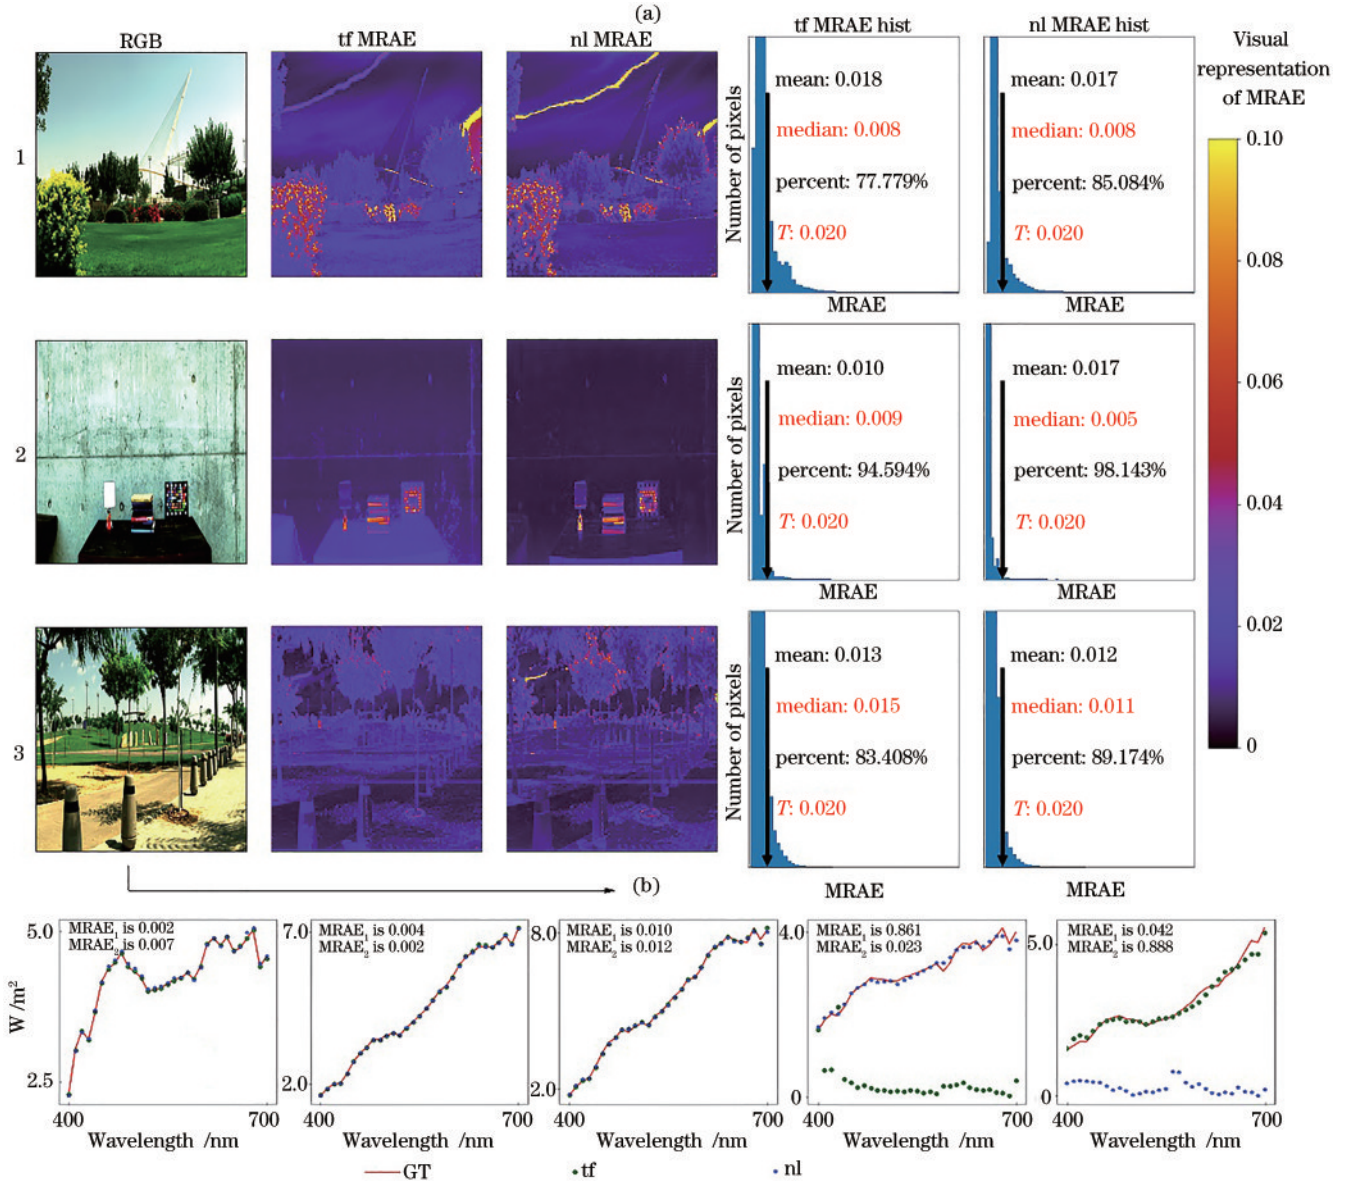 (a)
RGB
tf MRAE
nl MRAE
tf MRAE hist
nl MRAE hist
Visual
representation
of MRAE
1
Number of pixels
mean: 0.018
median: 0.008
percent: 77.779%
T: 0.020
MRAE
mean: 0.017
median: 0.008
percent: 85.084%
T: 0.020
MRAE
2
Number of pixels
mean: 0.010
median: 0.009
percent: 94.594%
T: 0.020
MRAE
mean: 0.017
median: 0.005
percent: 98.143%
T: 0.020
MRAE
3
Number of pixels
mean: 0.013
median: 0.015
percent: 83.408%
T: 0.020
MRAE
mean: 0.012
median: 0.011
percent: 89.174%
T: 0.020
MRAE
0.10
0.08
0.06
0.04
0.02
0
(b)
W /m²
5.0
2.5
MRAE₁ is 0.002
MRAE₂ is 0.007
400
700
Wavelength /nm
7.0
2.0
MRAE₁ is 0.004
MRAE₂ is 0.002
400
700
Wavelength /nm
8.0
2.0
MRAE₁ is 0.010
MRAE₂ is 0.012
400
700
Wavelength /nm
4.0
0
MRAE₁ is 0.861
MRAE₂ is 0.023
400
700
Wavelength /nm
5.0
0
MRAE₁ is 0.042
MRAE₂ is 0.888
400
700
Wavelength /nm
GT
tf
nl